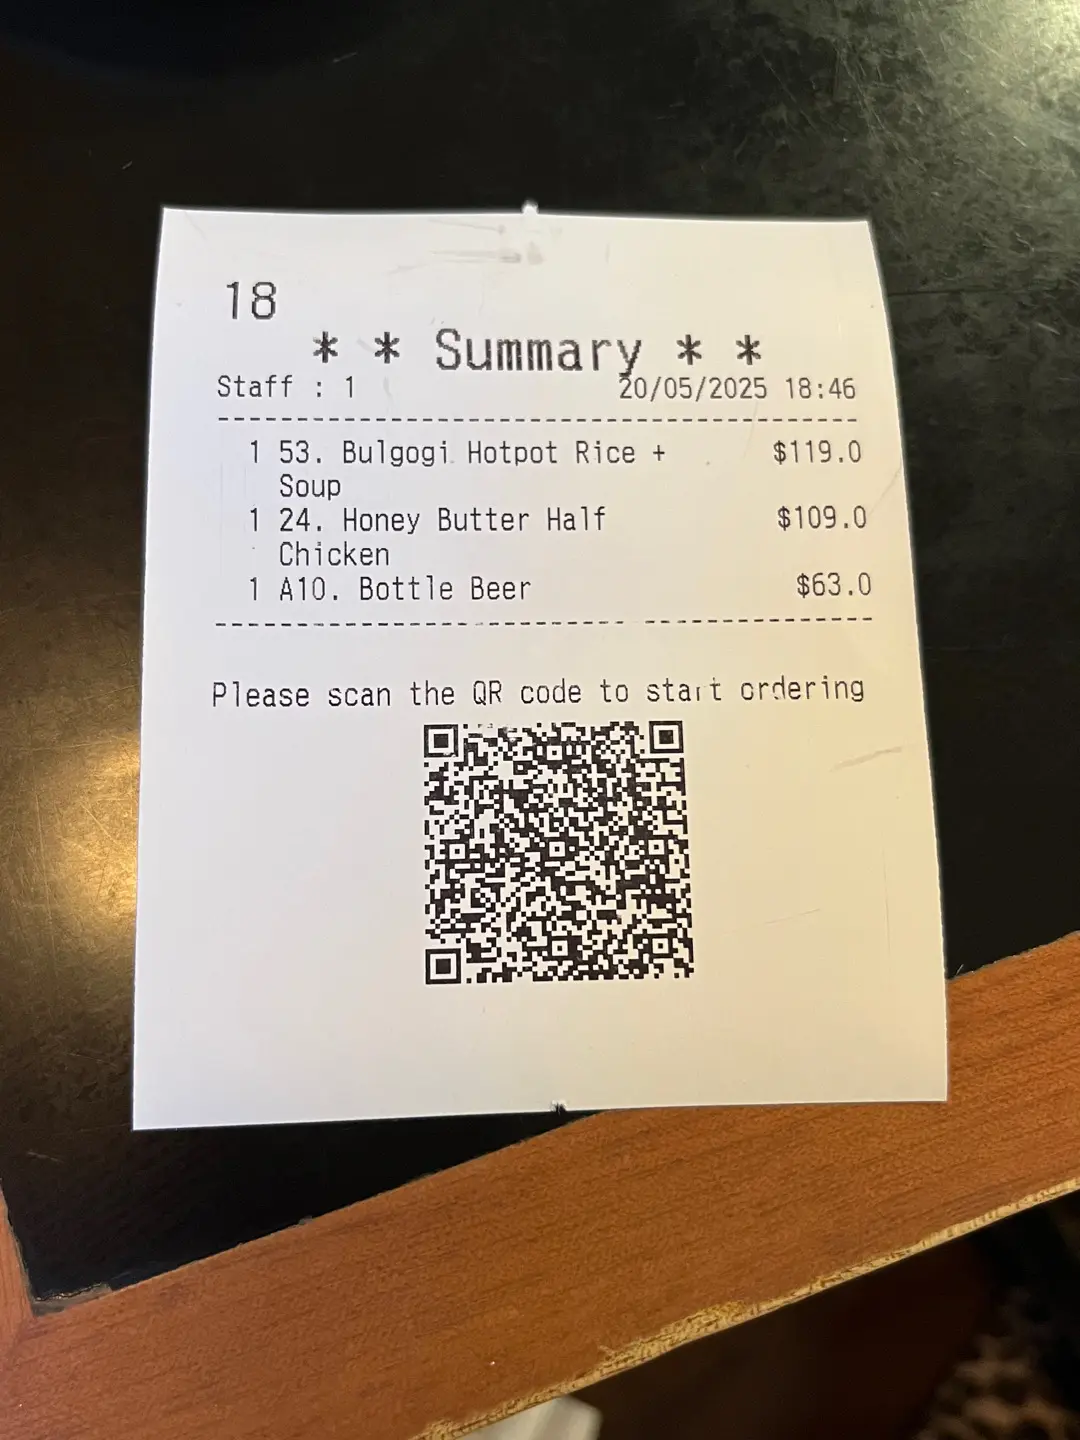 18
* * Summary * *
Staff : 1 20/05/2025 18:46
1 53. Bulgogi Hotpot Rice + $119.0
Soup
1 24. Honey Butter Half $109.0
Chicken
1 A10. Bottle Beer $63.0
Please scan the QR code to start ordering